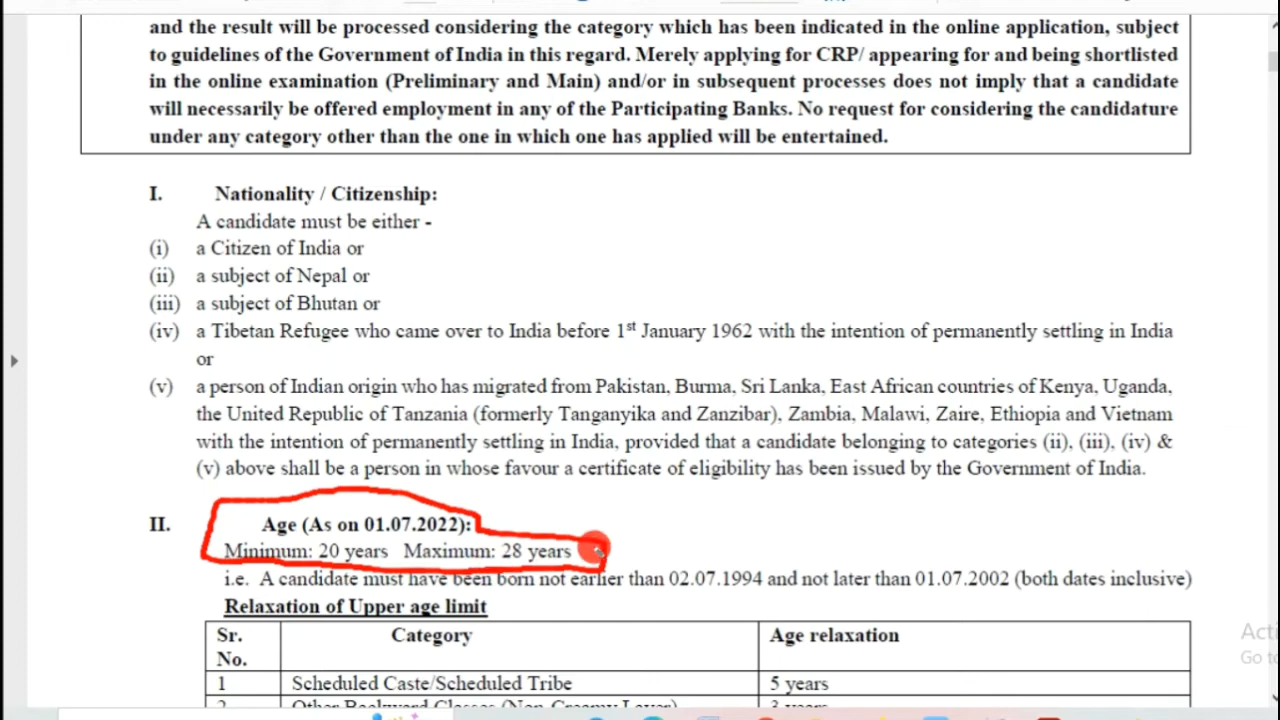 and the result will be processed considering the category which has been indicated in the online application, subject
to guidelines of the Government of India in this regard. Merely applying for CRP/ appearing for and being shortlisted
in the online examination (Preliminary and Main) and/or in subsequent processes does not imply that a candidate
will necessarily be offered employment in any of the Participating Banks. No request for considering the candidature
under any category other than the one in which one has applied will be entertained.
I. Nationality / Citizenship:
A candidate must be either -
(i) a Citizen of India or
(ii) a subject of Nepal or
(iii) a subject of Bhutan or
(iv) a Tibetan Refugee who came over to India before 1st January 1962 with the intention of permanently settling in India
or
(v) a person of Indian origin who has migrated from Pakistan, Burma, Sri Lanka, East African countries of Kenya, Uganda,
the United Republic of Tanzania (formerly Tanganyika and Zanzibar), Zambia, Malawi, Zaire, Ethiopia and Vietnam
with the intention of permanently settling in India, provided that a candidate belonging to categories (ii), (iii), (iv) &
(v) above shall be a person in whose favour a certificate of eligibility has been issued by the Government of India.
II. Age (As on 01.07.2022):
Minimum: 20 years Maximum: 28 years
i.e. A candidate must have been born not earlier than 02.07.1994 and not later than 01.07.2002 (both dates inclusive)
Relaxation of Upper age limit
Sr. Category Age relaxation
No.
1 Scheduled Caste/Scheduled Tribe 5 years
2 Other Backward Classes (Non-Creamy Layer) 3 years
Acti
Go to